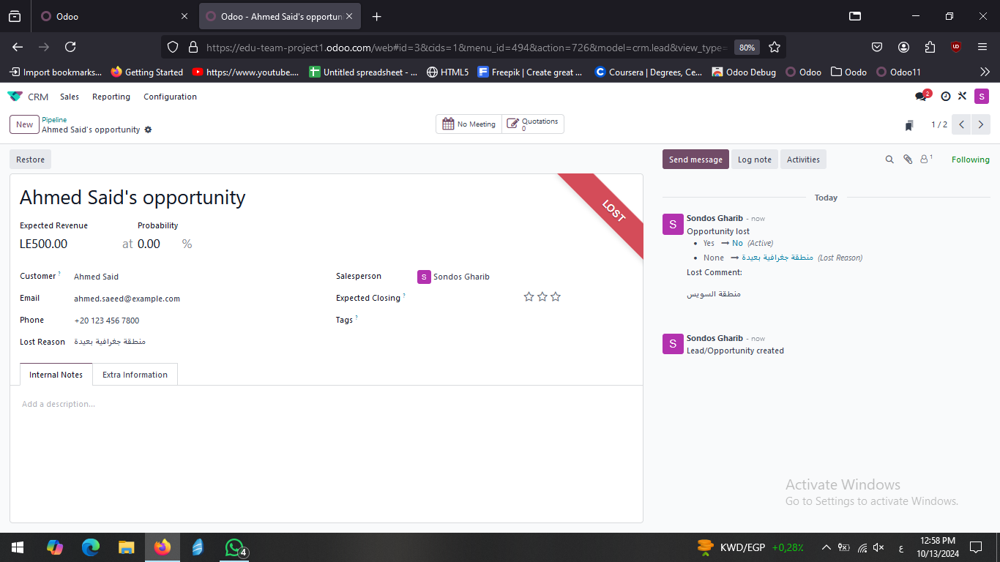 Odoo
Odoo - Ahmed Said's opportun
https://edu-team-project1.odoo.com/web#id=3&cids=1&menu_id=494&action=726&model=crm.lead&view_type=
80%
Import bookmarks...
Getting Started
https://www.youtube....
Untitled spreadsheet - ...
HTML5
Freepik | Create great ...
Coursera | Degrees, Ce...
Odoo Debug
Odoo
Oodo
Odoo11
CRM
Sales
Reporting
Configuration
2
S
New
Pipeline
Ahmed Said's opportunity
No Meeting
Quotations
0
1 / 2
Restore
Send message
Log note
Activities
1
Following
Ahmed Said's opportunity
LOST
Expected Revenue
Probability
LE500.00
at 0.00 %
Customer ?
Ahmed Said
Email
ahmed.saeed@example.com
Phone
+20 123 456 7800
Lost Reason
منطقة جغرافية بعيدة
Salesperson
S Sondos Gharib
Expected Closing ?
Tags ?
Internal Notes
Extra Information
Add a description...
Today
S
Sondos Gharib - now
Opportunity lost
Yes → No (Active)
None → منطقة جغرافية بعيدة (Lost Reason)
Lost Comment:
منطقة السويس
S
Sondos Gharib - now
Lead/Opportunity created
Activate Windows
Go to Settings to activate Windows.
4
KWD/EGP +0,28%
ع
12:58 PM
10/13/2024